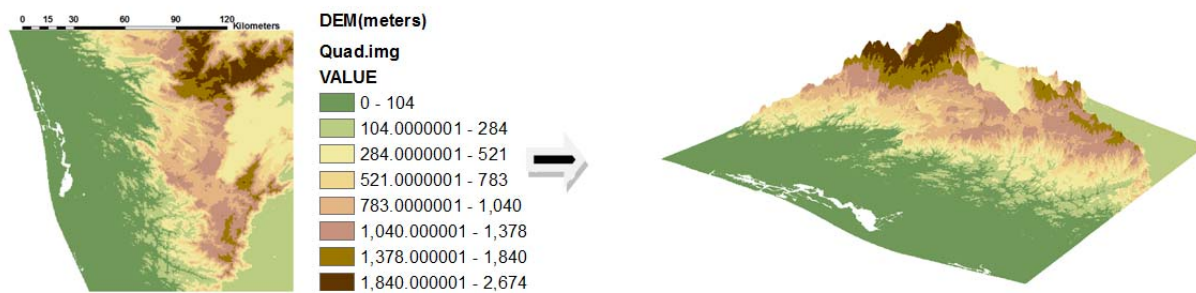 0 15 30 60 90 120
Kilometers
DEM(meters)
Quad.img
VALUE
0 - 104
104.0000001 - 284
284.0000001 - 521
521.0000001 - 783
783.0000001 - 1,040
1,040.000001 - 1,378
1,378.000001 - 1,840
1,840.000001 - 2,674